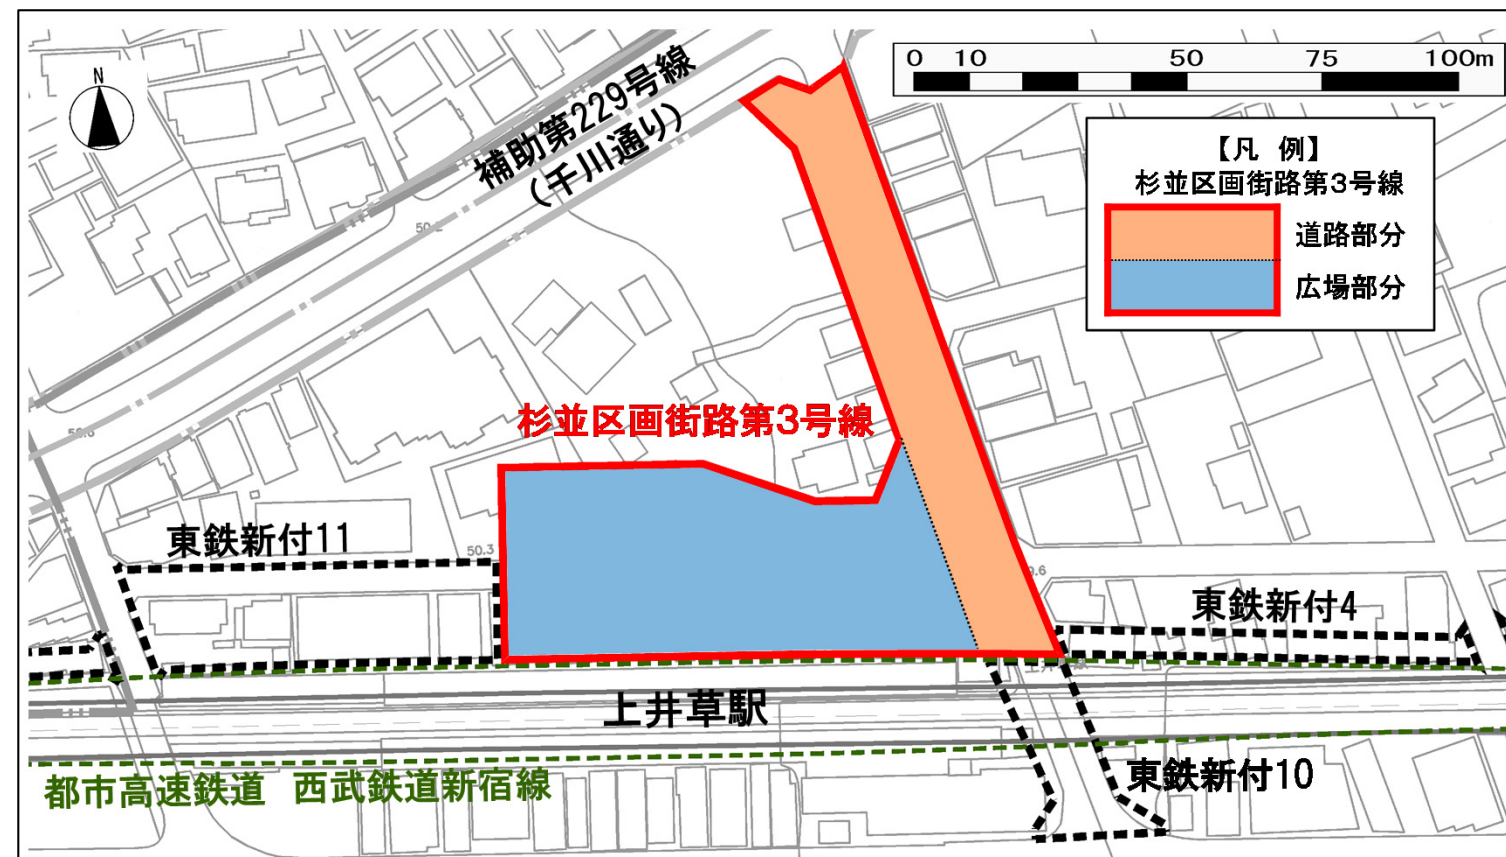 N
0 10 50 75 100m
補助第229号線
(千川通り)
【凡 例】
杉並区画街路第3号線
道路部分
広場部分
杉並区画街路第3号線
東鉄新付11
50.3
東鉄新付4
上井草駅
東鉄新付10
都市高速鉄道 西武鉄道新宿線